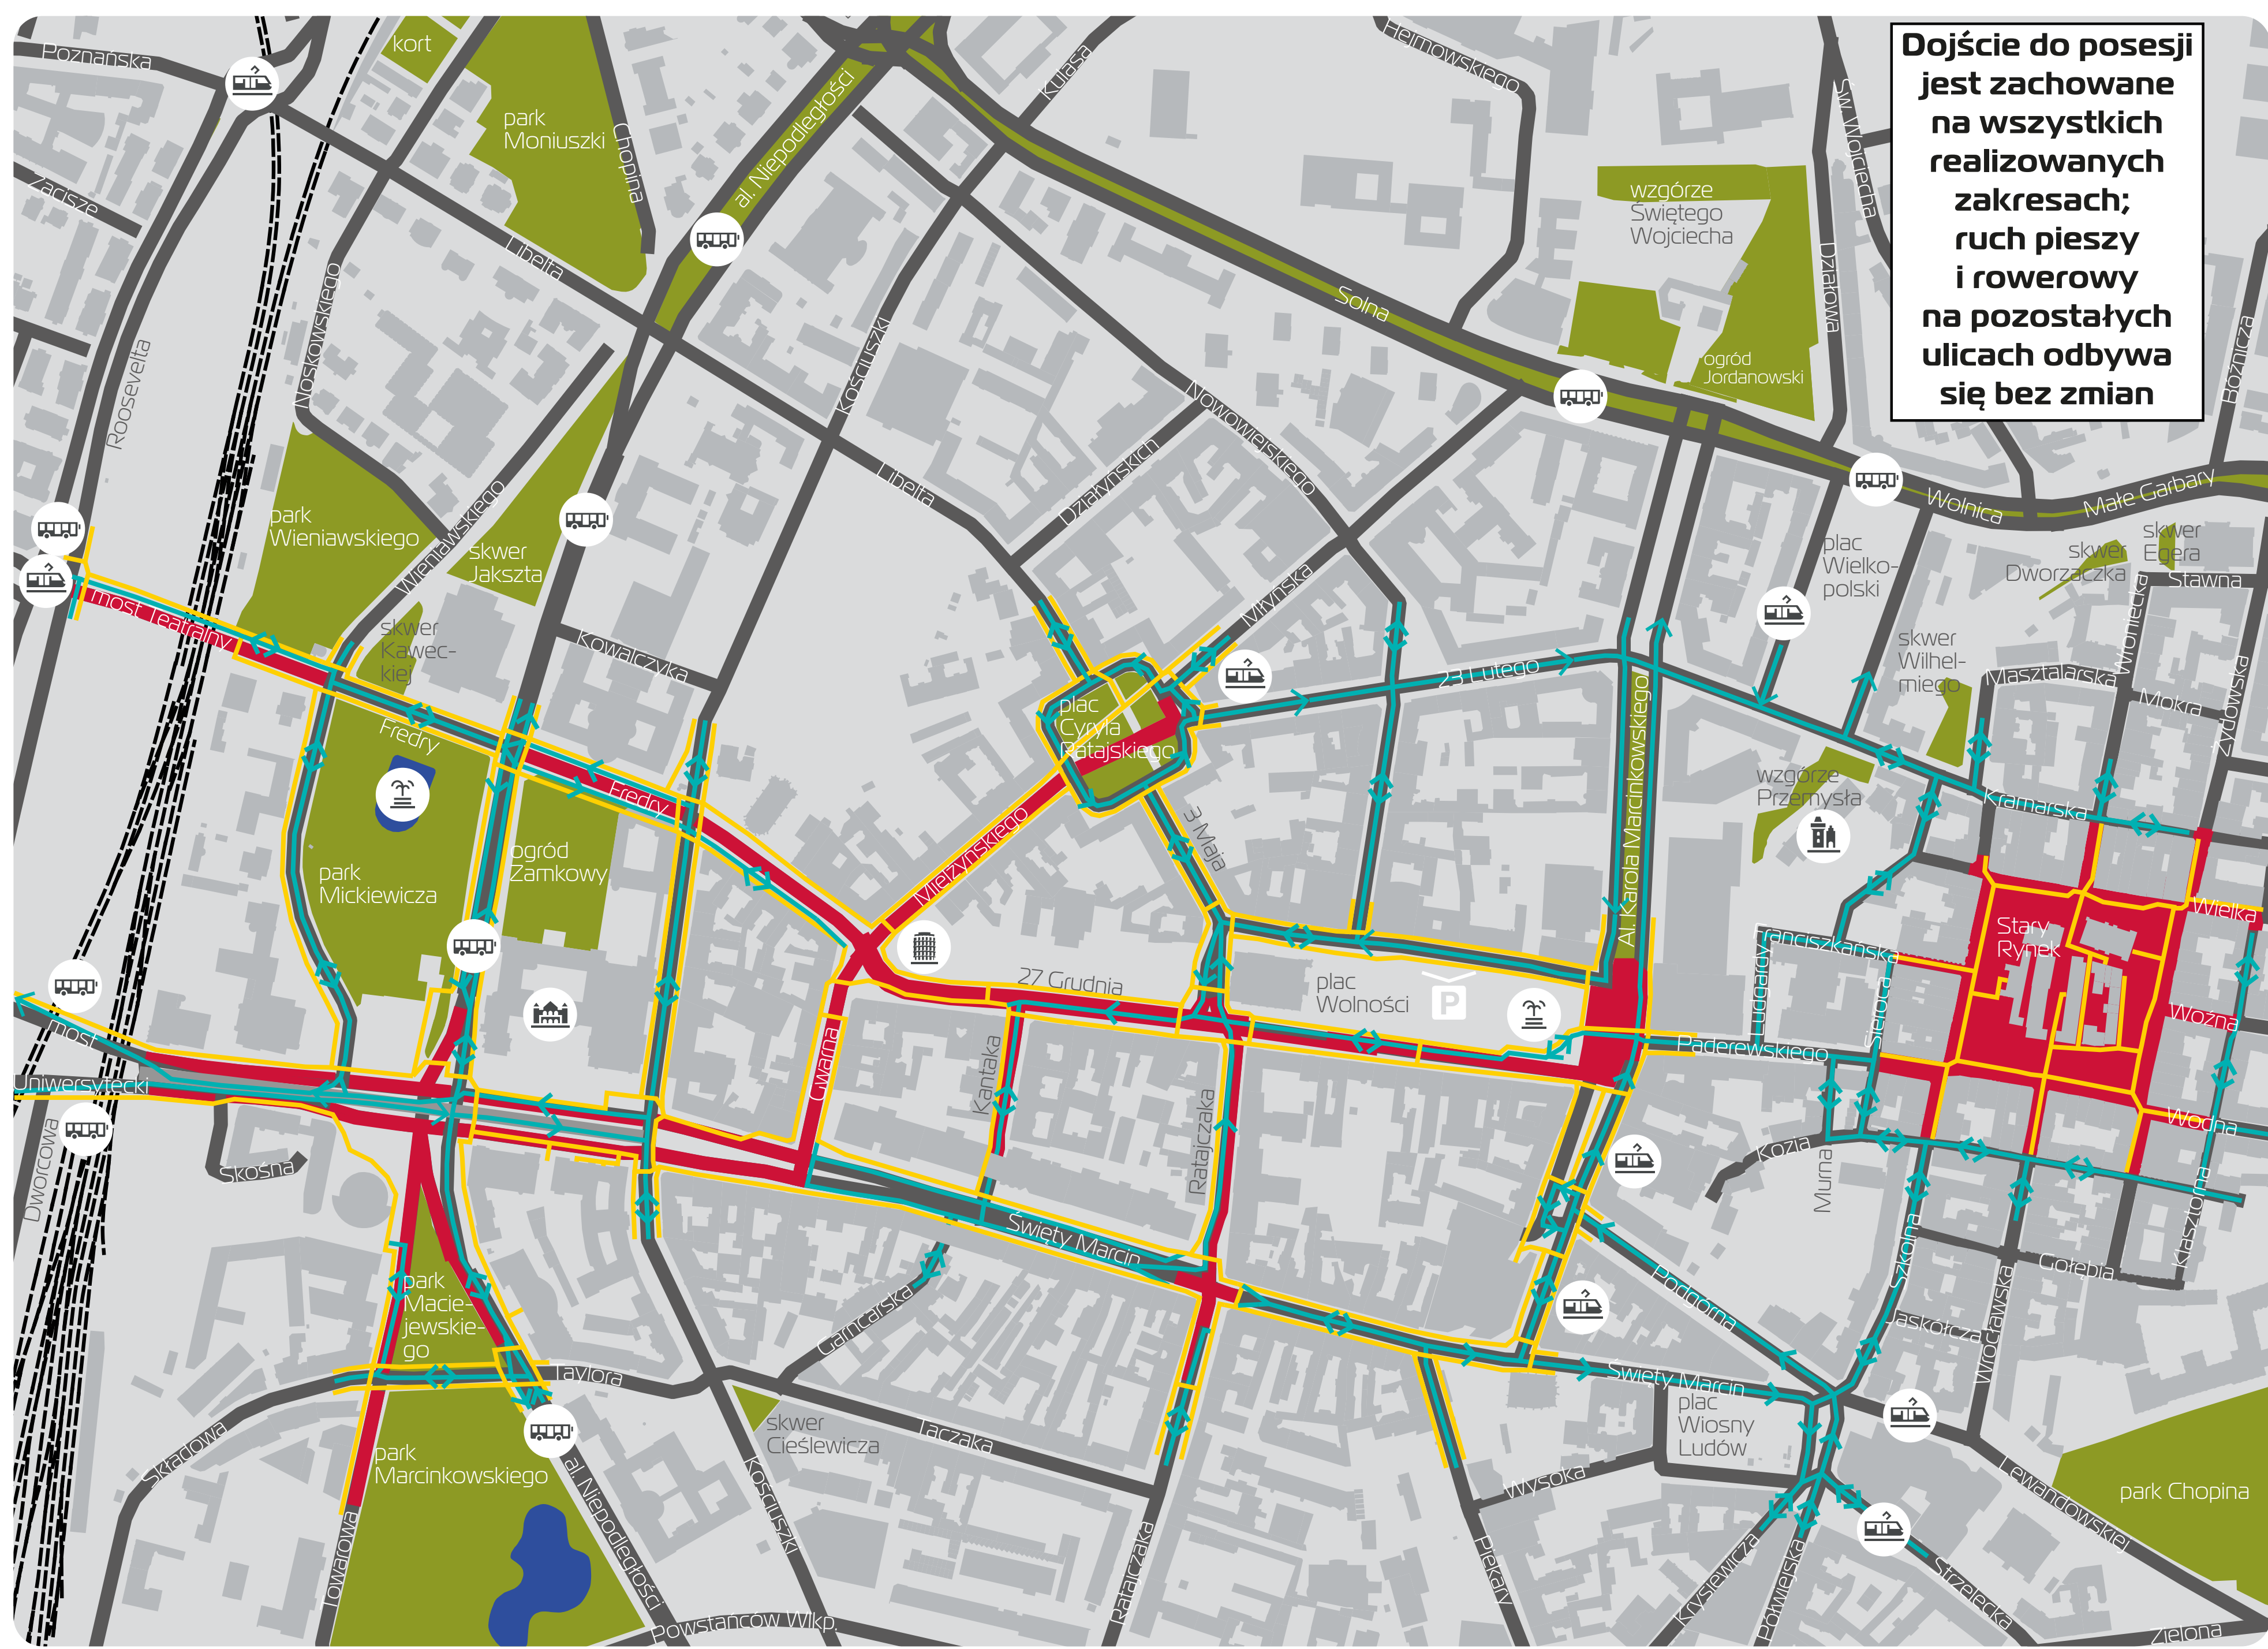 Dojście do posesji
jest zachowane
na wszystkich
realizowanych
zakresach;
ruch pieszy
i rowerowy
na pozostałych
ulicach odbywa
się bez zmian
Poznańska
kort
park
Moniuszki
Chopina
al. Niepodległości
Kulasa
Hejmowskiego
Św. Wojciecha
wzgórze
Świętego
Wojciecha
Działowa
ogród
Jordanowski
Bóżnicza
Zacisze
Libelta
Noskowskiego
Roosevelta
Kościuszki
Solna
Nowowiejskiego
Działyńskich
Libelta
Wolnica
Małe Garbary
park
Wieniawskiego
Wieniawskiego
skwer
Jakszta
plac
Wielko-
polski
skwer
Dworzaczka
skwer
Egera
Stawna
most Teatralny
skwer
Kawec-
kiej
Kowalczyka
Młyńska
23 Lutego
skwer
Wilhel-
miego
Wroniecka
Masztalarska
Mokra
Żydowska
Fredry
plac
Cyryla
Ratajskiego
Al. Karola Marcinkowskiego
Fredry
3 Maja
wzgórze
Przemysła
Kramarska
park
Mickiewicza
ogród
Zamkowy
Mielżyńskiego
Stary
Rynek
Wielka
Franciszkańska
Ludgardy
Sieroca
27 Grudnia
plac
Wolności
P
Woźna
most
Uniwersytecki
Gwarna
Kantaka
Ratajczaka
Paderewskiego
Wodna
Dworcowa
Skośna
Kozia
Murna
Klasztorna
Święty Marcin
Szkolna
Gołębia
park
Macie-
jewskie-
go
Garncarska
Podgórna
Jaskółcza
Wrocławska
Taylora
Święty Marcin
plac
Wiosny
Ludów
skwer
Cieślewicza
Taczaka
Składowa
park
Marcinkowskiego
Wysoka
Lewandowskiej
park Chopina
Towarowa
al. Niepodległości
Kościuszki
Ratajczaka
Piekary
Krysiewicza
Półwiejska
Strzelecka
Powstańców Wlkp.
Zielona